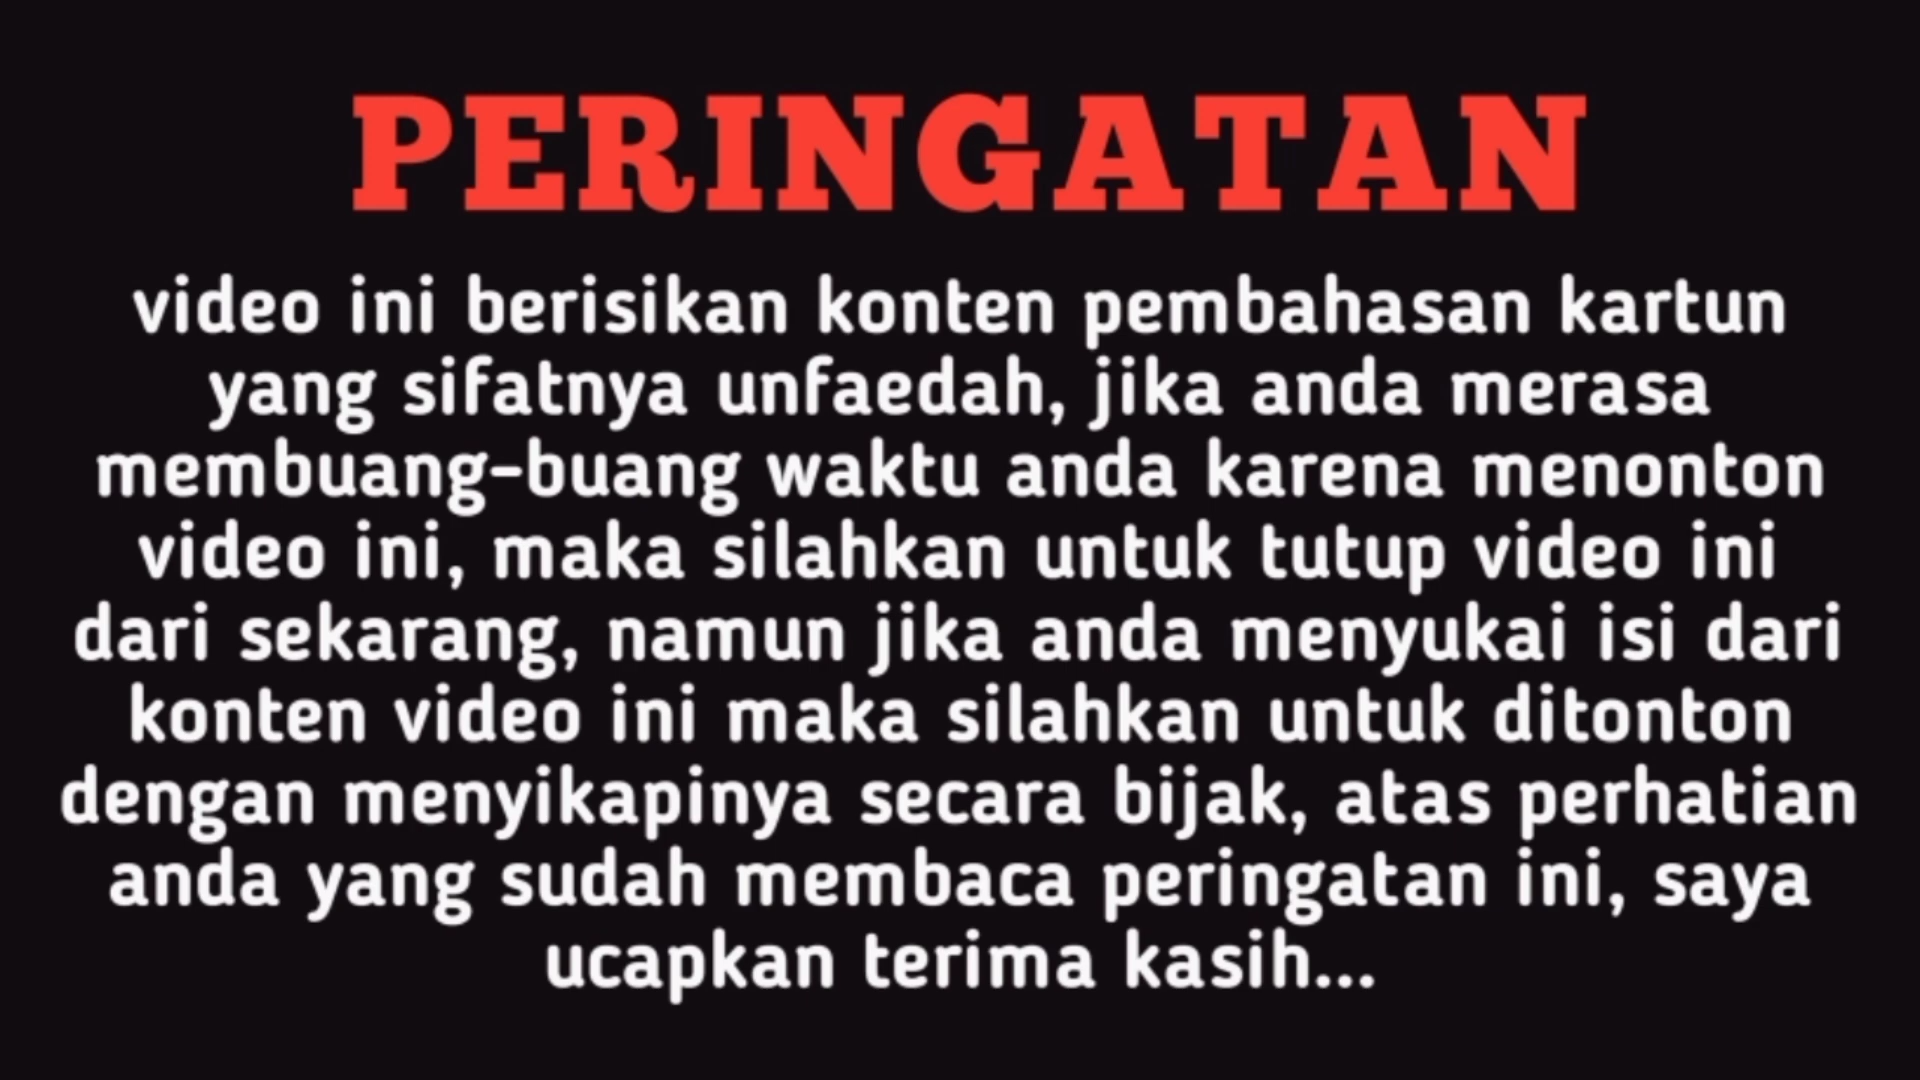 PERINGATAN
video ini berisikan konten pembahasan kartun
yang sifatnya unfaedah, jika anda merasa
membuang-buang waktu anda karena menonton
video ini, maka silahkan untuk tutup video ini
dari sekarang, namun jika anda menyukai isi dari
konten video ini maka silahkan untuk ditonton
dengan menyikapinya secara bijak, atas perhatian
anda yang sudah membaca peringatan ini, saya
ucapkan terima kasih...